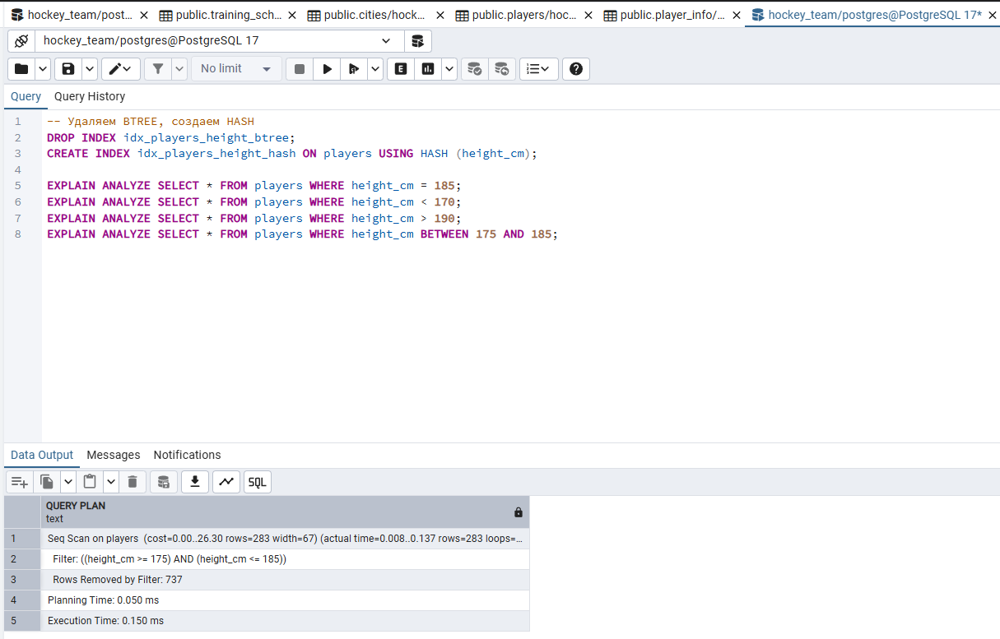 hockey_team/post...
public.training_sch...
public.cities/hock...
public.players/hoc...
public.player_info/...
hockey_team/postgres@PostgreSQL 17*
hockey_team/postgres@PostgreSQL 17
No limit
E
Query
Query History
1 -- Удаляем BTREE, создаем HASH
2 DROP INDEX idx_players_height_btree;
3 CREATE INDEX idx_players_height_hash ON players USING HASH (height_cm);
4
5 EXPLAIN ANALYZE SELECT * FROM players WHERE height_cm = 185;
6 EXPLAIN ANALYZE SELECT * FROM players WHERE height_cm < 170;
7 EXPLAIN ANALYZE SELECT * FROM players WHERE height_cm > 190;
8 EXPLAIN ANALYZE SELECT * FROM players WHERE height_cm BETWEEN 175 AND 185;
Data Output
Messages
Notifications
SQL
QUERY PLAN
text
1 Seq Scan on players (cost=0.00..26.30 rows=283 width=67) (actual time=0.008..0.137 rows=283 loops=...
2 Filter: ((height_cm >= 175) AND (height_cm <= 185))
3 Rows Removed by Filter: 737
4 Planning Time: 0.050 ms
5 Execution Time: 0.150 ms